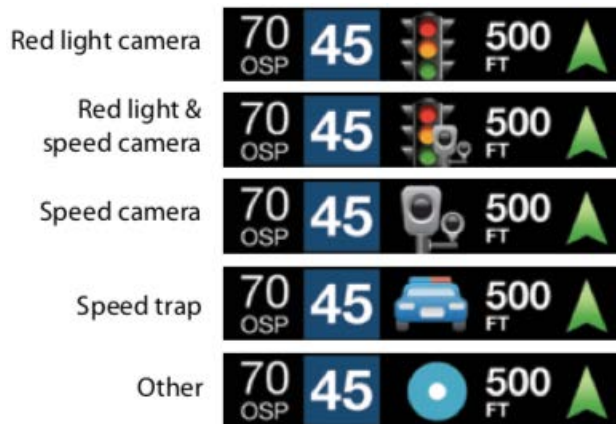 Red light camera
70 OSP 45 500 FT
Red light &
speed camera
70 OSP 45 500 FT
Speed camera
70 OSP 45 500 FT
Speed trap
70 OSP 45 500 FT
Other
70 OSP 45 500 FT